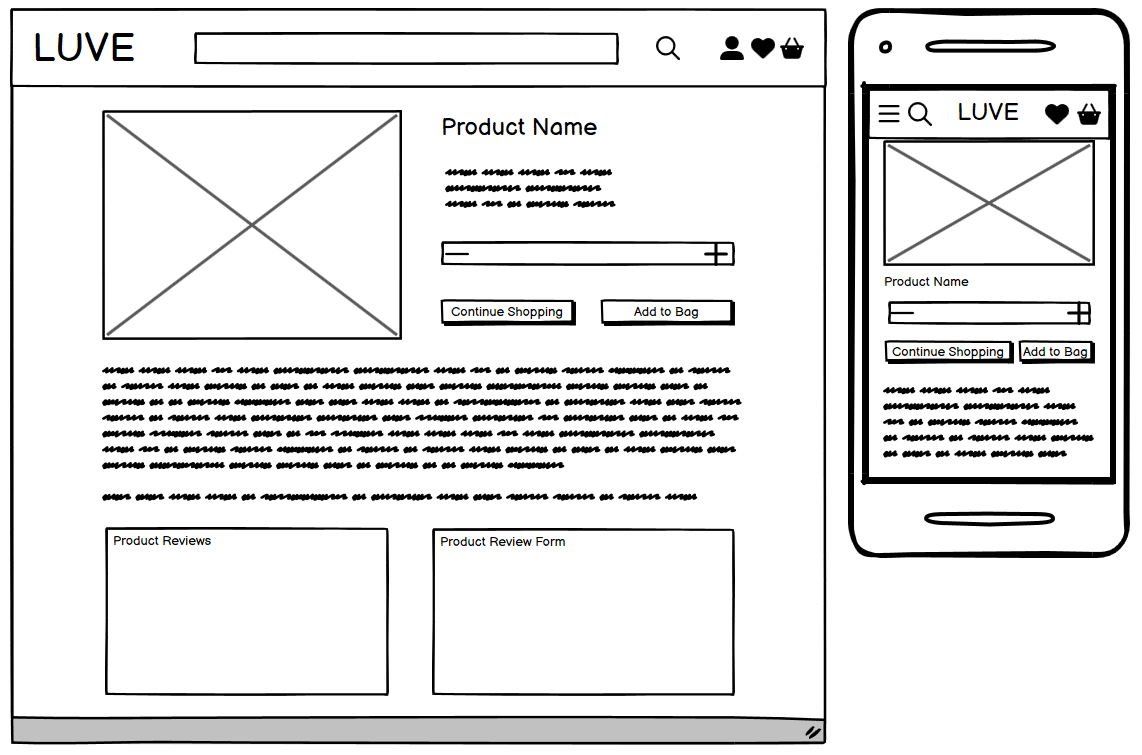 LUVE
Product Name
Continue Shopping
Add to Bag
Product Reviews
Product Review Form
LUVE
Product Name
Continue Shopping
Add to Bag